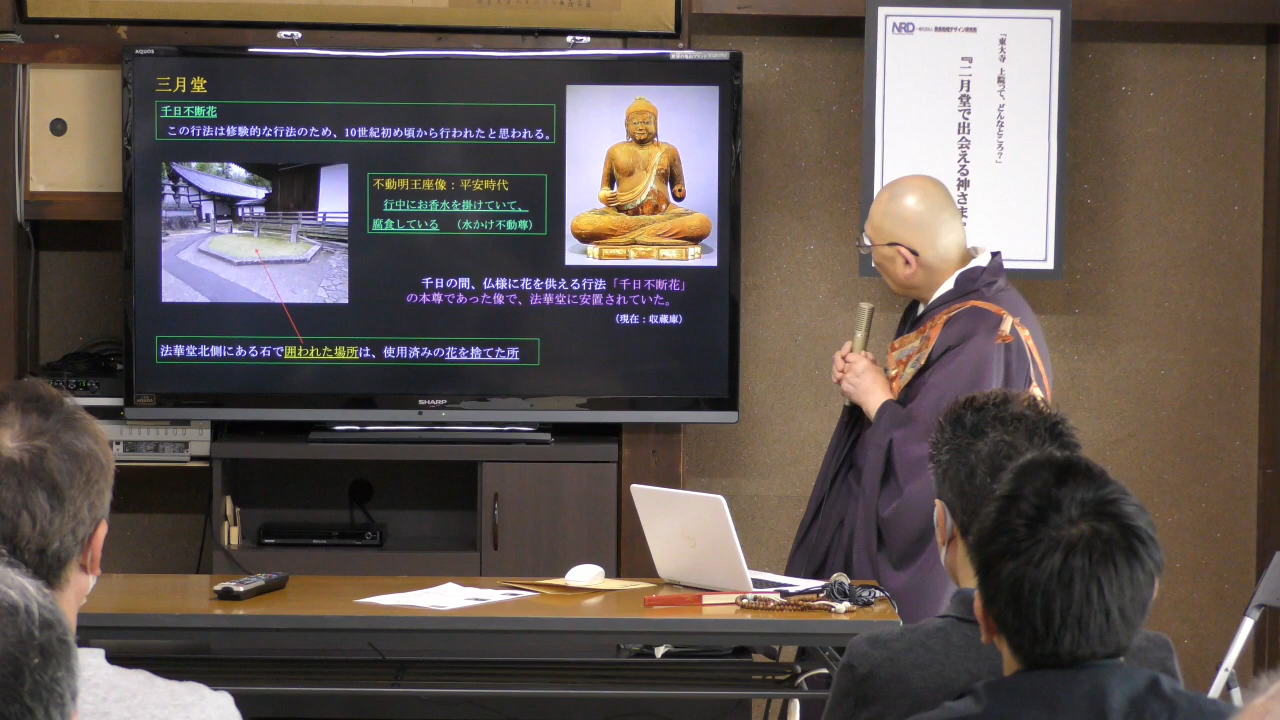 AQUOS
三月堂
千日不断花
この行法は修験的な行法のため、10世紀初め頃から行われたと思われる。
不動明王座像：平安時代
行中にお香水を掛けていて、
腐食している　（水かけ不動尊）
千日の間、仏様に花を供える行法「千日不断花」
の本尊であった像で、法華堂に安置されていた。
（現在：収蔵庫）
法華堂北側にある石で囲われた場所は、使用済みの花を捨てた所
SHARP
NRD
「東大寺　上院って、どんなところ？」
『二月堂で出会える神さま